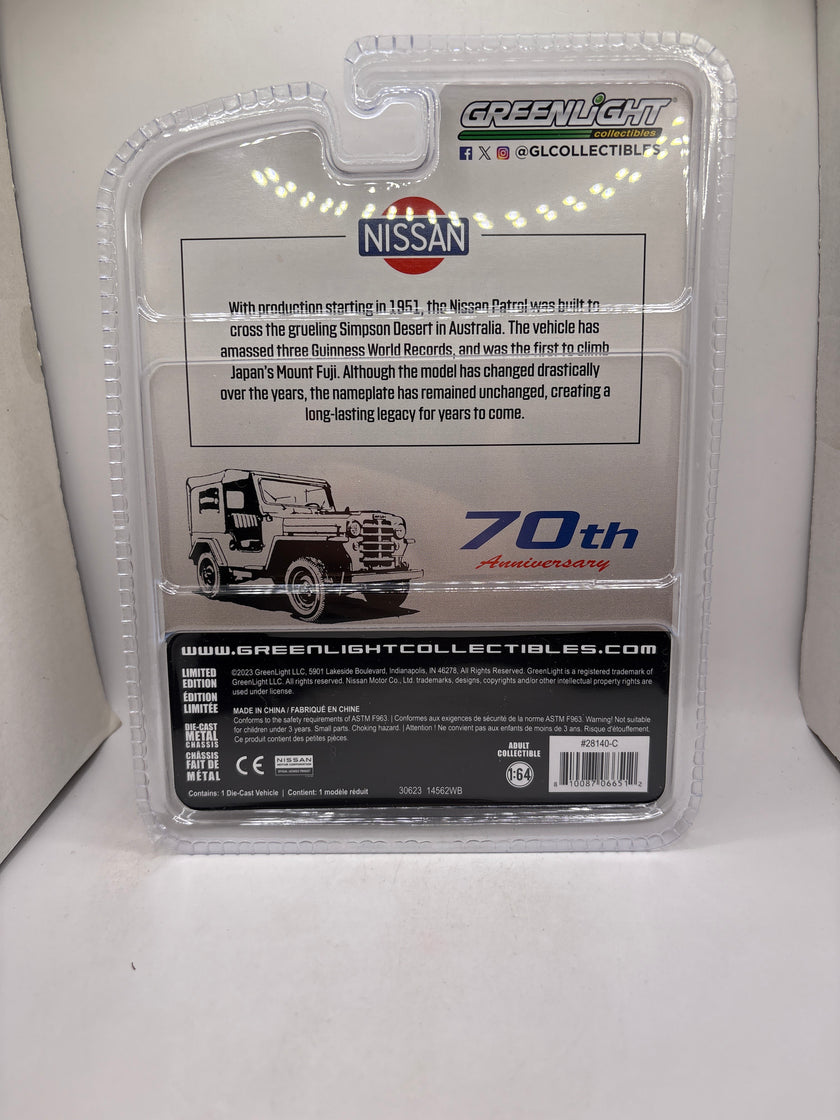 GREENLIGHT®
collectibles
@GLCOLLECTIBLES
NISSAN
With production starting in 1951, the Nissan Patrol was built to
cross the grueling Simpson Desert in Australia. The vehicle has
amassed three Guinness World Records, and was the first to climb
Japan's Mount Fuji. Although the model has changed drastically
over the years, the nameplate has remained unchanged, creating a
long-lasting legacy for years to come.
70th
Anniversary
WWW.GREENLIGHTCOLLECTIBLES.COM
LIMITED
EDITION
ÉDITION
LIMITÉE
DIE-CAST
METAL
CHASSIS
CHÂSSIS
FAIT DE
MÉTAL
©2023 GreenLight LLC, 5901 Lakeside Boulevard, Indianapolis, IN 46278. All Rights Reserved. GreenLight is a registered trademark of
GreenLight LLC. All rights reserved. Nissan Motor Co., Ltd. trademarks, designs, copyrights and/or other intellectual property rights are
used under license.
MADE IN CHINA / FABRIQUÉ EN CHINE
Conforms to the safety requirements of ASTM F963. | Conformes aux exigences de sécurité de la norme ASTM F963. Warning! Not suitable
for children under 3 years. Small parts. Choking hazard. | Attention ! Ne convient pas aux enfants de moins de 3 ans. Risque d'étouffement.
Ce produit contient des petites pièces.
CE
NISSAN
MOTOR CORPORATION
OFFICIAL LICENSED PRODUCT
ADULT
COLLECTIBLE
1:64
#28140-C
8 10087 06651 2
Contains: 1 Die-Cast Vehicle | Contient: 1 modèle réduit
30623 14562WB